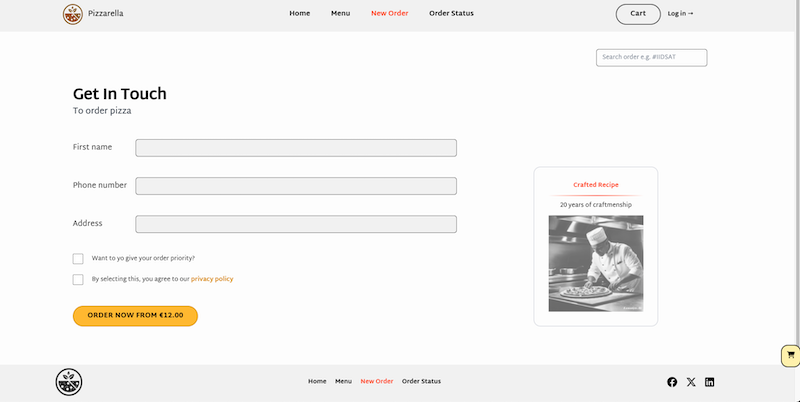 Pizzarella
Home Menu New Order Order Status
Cart Log in →
Search order e.g. #IIDSAT
Get In Touch
To order pizza
First name
Phone number
Address
Want to yo give your order priority?
By selecting this, you agree to our privacy policy
ORDER NOW FROM €12.00
Crafted Recipe
20 years of craftmenship
Home Menu New Order Order Status